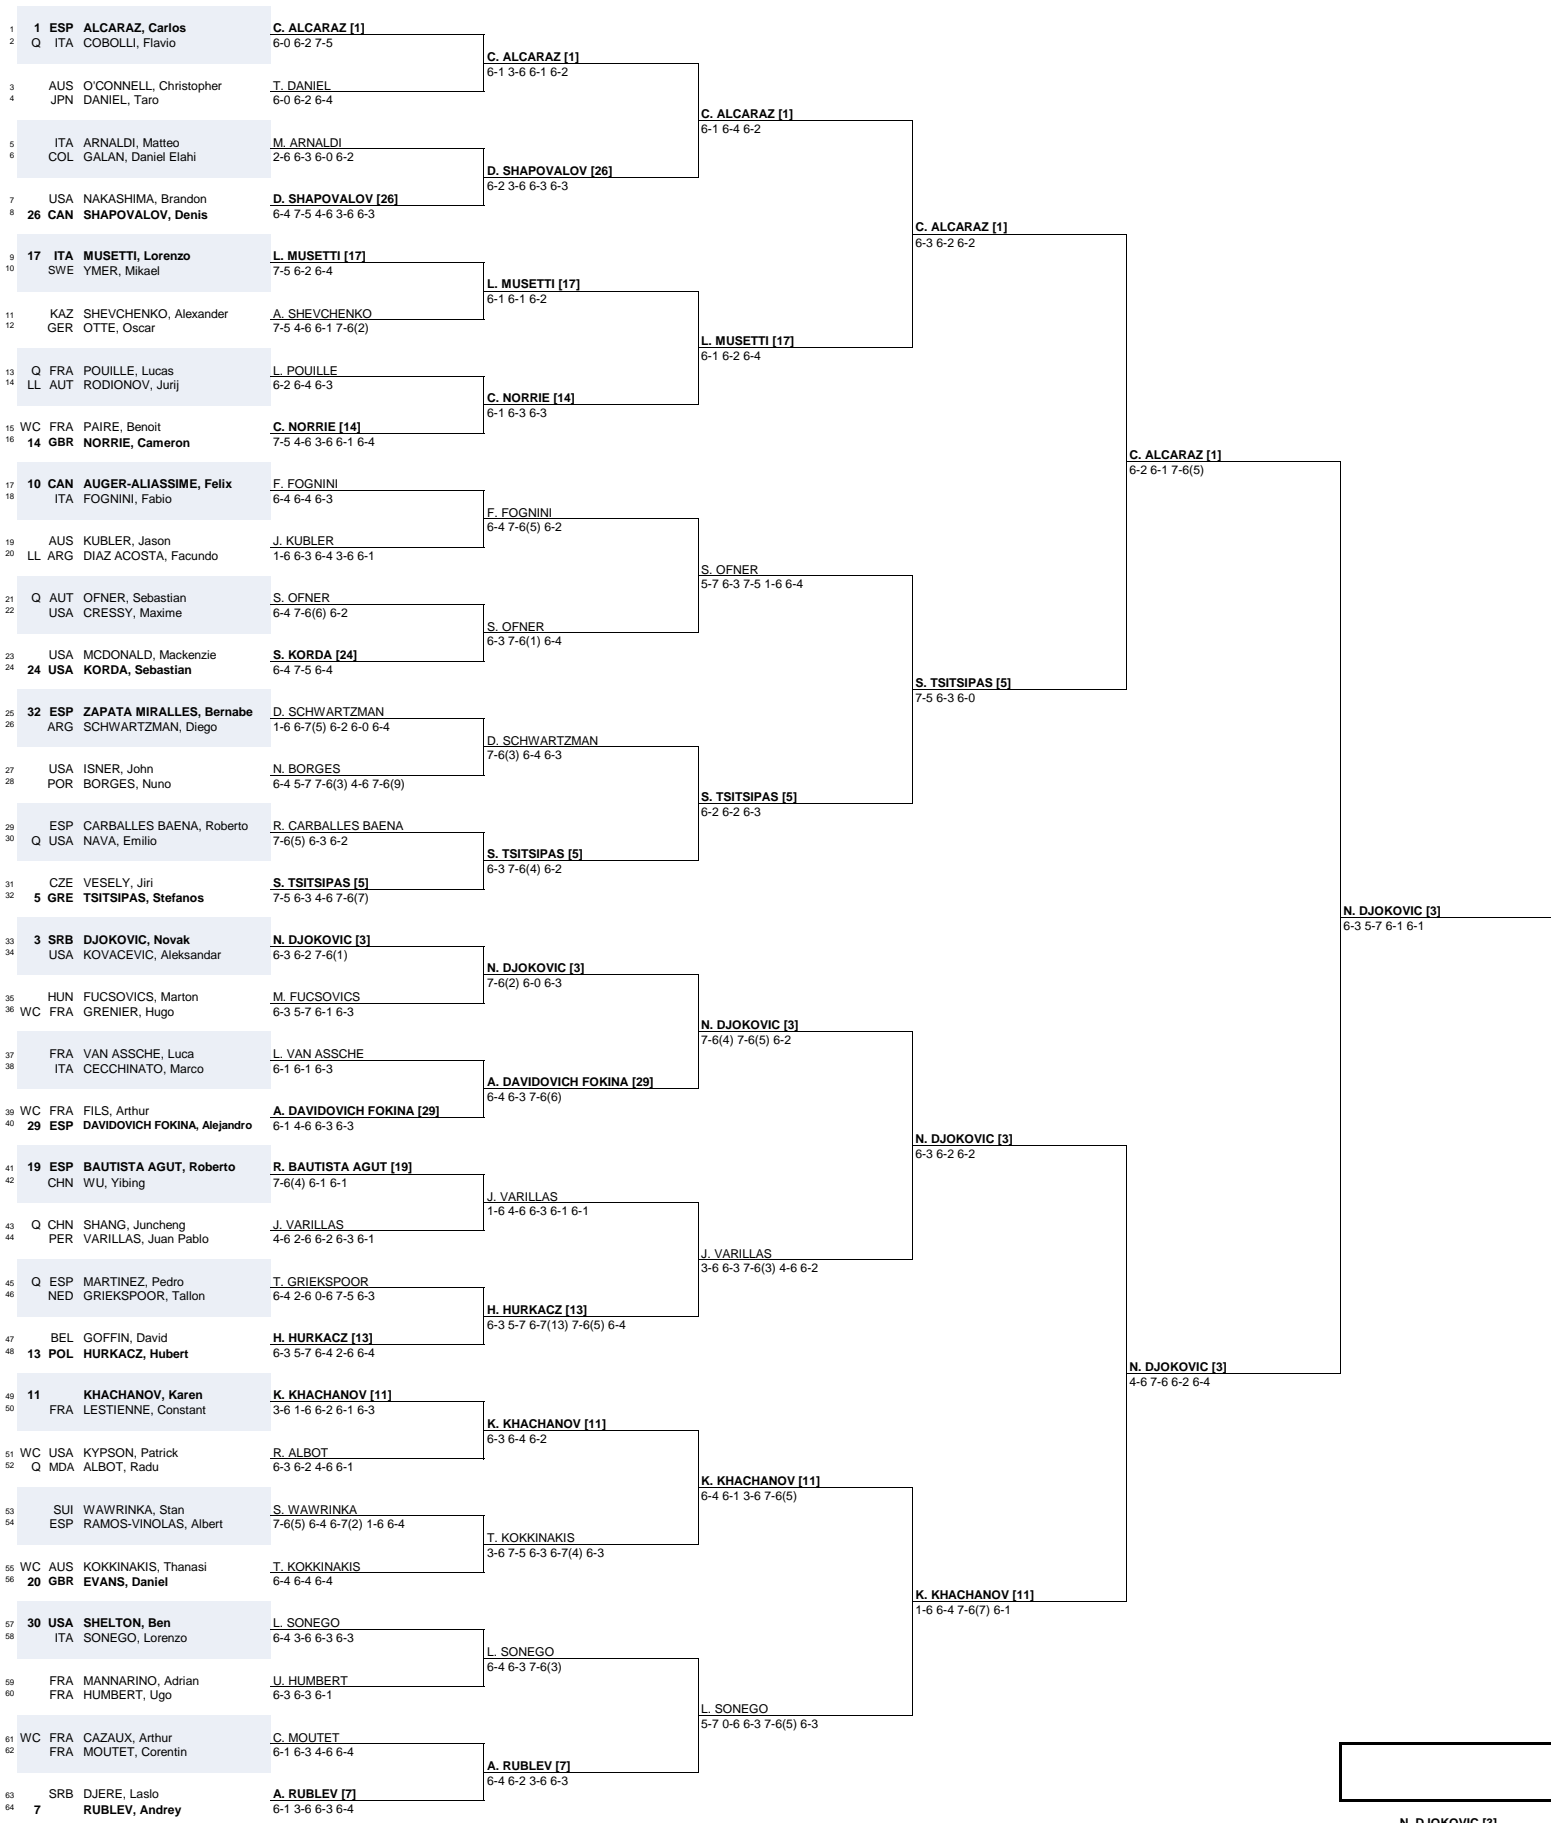 1 1 ESP ALCARAZ, Carlos
2 Q ITA COBOLLI, Flavio
3 AUS O'CONNELL, Christopher
4 JPN DANIEL, Taro
5 ITA ARNALDI, Matteo
6 COL GALAN, Daniel Elahi
7 USA NAKASHIMA, Brandon
8 26 CAN SHAPOVALOV, Denis
9 17 ITA MUSETTI, Lorenzo
10 SWE YMER, Mikael
11 KAZ SHEVCHENKO, Alexander
12 GER OTTE, Oscar
13 Q FRA POUILLE, Lucas
14 LL AUT RODIONOV, Jurij
15 WC FRA PAIRE, Benoit
16 14 GBR NORRIE, Cameron
17 10 CAN AUGER-ALIASSIME, Felix
18 ITA FOGNINI, Fabio
19 AUS KUBLER, Jason
20 LL ARG DIAZ ACOSTA, Facundo
21 Q AUT OFNER, Sebastian
22 USA CRESSY, Maxime
23 USA MCDONALD, Mackenzie
24 24 USA KORDA, Sebastian
25 32 ESP ZAPATA MIRALLES, Bernabe
26 ARG SCHWARTZMAN, Diego
27 USA ISNER, John
28 POR BORGES, Nuno
29 ESP CARBALLES BAENA, Roberto
30 Q USA NAVA, Emilio
31 CZE VESELY, Jiri
32 5 GRE TSITSIPAS, Stefanos
33 3 SRB DJOKOVIC, Novak
34 USA KOVACEVIC, Aleksandar
35 HUN FUCSOVICS, Marton
36 WC FRA GRENIER, Hugo
37 FRA VAN ASSCHE, Luca
38 ITA CECCHINATO, Marco
39 WC FRA FILS, Arthur
40 29 ESP DAVIDOVICH FOKINA, Alejandro
41 19 ESP BAUTISTA AGUT, Roberto
42 CHN WU, Yibing
43 Q CHN SHANG, Juncheng
44 PER VARILLAS, Juan Pablo
45 Q ESP MARTINEZ, Pedro
46 NED GRIEKSPOOR, Tallon
47 BEL GOFFIN, David
48 13 POL HURKACZ, Hubert
49 11 KHACHANOV, Karen
50 FRA LESTIENNE, Constant
51 WC USA KYPSON, Patrick
52 Q MDA ALBOT, Radu
53 SUI WAWRINKA, Stan
54 ESP RAMOS-VINOLAS, Albert
55 WC AUS KOKKINAKIS, Thanasi
56 20 GBR EVANS, Daniel
57 30 USA SHELTON, Ben
58 ITA SONEGO, Lorenzo
59 FRA MANNARINO, Adrian
60 FRA HUMBERT, Ugo
61 WC FRA CAZAUX, Arthur
62 FRA MOUTET, Corentin
63 SRB DJERE, Laslo
64 7 RUBLEV, Andrey
C. ALCARAZ [1]
6-0 6-2 7-5
T. DANIEL
6-0 6-2 6-4
M. ARNALDI
2-6 6-3 6-0 6-2
D. SHAPOVALOV [26]
6-4 7-5 4-6 3-6 6-3
L. MUSETTI [17]
7-5 6-2 6-4
A. SHEVCHENKO
7-5 4-6 6-1 7-6(2)
L. POUILLE
6-2 6-4 6-3
C. NORRIE [14]
7-5 4-6 3-6 6-1 6-4
F. FOGNINI
6-4 6-4 6-3
J. KUBLER
1-6 6-3 6-4 3-6 6-1
S. OFNER
6-4 7-6(6) 6-2
S. KORDA [24]
6-4 7-5 6-4
D. SCHWARTZMAN
1-6 6-7(5) 6-2 6-0 6-4
N. BORGES
6-4 5-7 7-6(3) 4-6 7-6(9)
R. CARBALLES BAENA
7-6(5) 6-3 6-2
S. TSITSIPAS [5]
7-5 6-3 4-6 7-6(7)
N. DJOKOVIC [3]
6-3 6-2 7-6(1)
M. FUCSOVICS
6-3 5-7 6-1 6-3
L. VAN ASSCHE
6-1 6-1 6-3
A. DAVIDOVICH FOKINA [29]
6-1 4-6 6-3 6-3
R. BAUTISTA AGUT [19]
7-6(4) 6-1 6-1
J. VARILLAS
4-6 2-6 6-2 6-3 6-1
T. GRIEKSPOOR
6-4 2-6 0-6 7-5 6-3
H. HURKACZ [13]
6-3 5-7 6-4 2-6 6-4
K. KHACHANOV [11]
3-6 1-6 6-2 6-1 6-3
R. ALBOT
6-3 6-2 4-6 6-1
S. WAWRINKA
7-6(5) 6-4 6-7(2) 1-6 6-4
T. KOKKINAKIS
6-4 6-4 6-4
L. SONEGO
6-4 3-6 6-3 6-3
U. HUMBERT
6-3 6-3 6-1
C. MOUTET
6-1 6-3 4-6 6-4
A. RUBLEV [7]
6-1 3-6 6-3 6-4
C. ALCARAZ [1]
6-1 3-6 6-1 6-2
D. SHAPOVALOV [26]
6-2 3-6 6-3 6-3
L. MUSETTI [17]
6-1 6-1 6-2
C. NORRIE [14]
6-1 6-3 6-3
F. FOGNINI
6-4 7-6(5) 6-2
S. OFNER
6-3 7-6(1) 6-4
D. SCHWARTZMAN
7-6(3) 6-4 6-3
S. TSITSIPAS [5]
6-3 7-6(4) 6-2
N. DJOKOVIC [3]
7-6(2) 6-0 6-3
A. DAVIDOVICH FOKINA [29]
6-4 6-3 7-6(6)
J. VARILLAS
1-6 4-6 6-3 6-1 6-1
H. HURKACZ [13]
6-3 5-7 6-7(13) 7-6(5) 6-4
K. KHACHANOV [11]
6-3 6-4 6-2
T. KOKKINAKIS
3-6 7-5 6-3 6-7(4) 6-3
L. SONEGO
6-4 6-3 7-6(3)
A. RUBLEV [7]
6-4 6-2 3-6 6-3
C. ALCARAZ [1]
6-1 6-4 6-2
L. MUSETTI [17]
6-1 6-2 6-4
S. OFNER
5-7 6-3 7-5 1-6 6-4
S. TSITSIPAS [5]
6-2 6-2 6-3
N. DJOKOVIC [3]
7-6(4) 7-6(5) 6-2
J. VARILLAS
3-6 6-3 7-6(3) 4-6 6-2
K. KHACHANOV [11]
6-4 6-1 3-6 7-6(5)
L. SONEGO
5-7 0-6 6-3 7-6(5) 6-3
C. ALCARAZ [1]
6-3 6-2 6-2
S. TSITSIPAS [5]
7-5 6-3 6-0
N. DJOKOVIC [3]
6-3 6-2 6-2
K. KHACHANOV [11]
1-6 6-4 7-6(7) 6-1
C. ALCARAZ [1]
6-2 6-1 7-6(5)
N. DJOKOVIC [3]
4-6 7-6 6-2 6-4
N. DJOKOVIC [3]
6-3 5-7 6-1 6-1
N. DJOKOVIC [3]